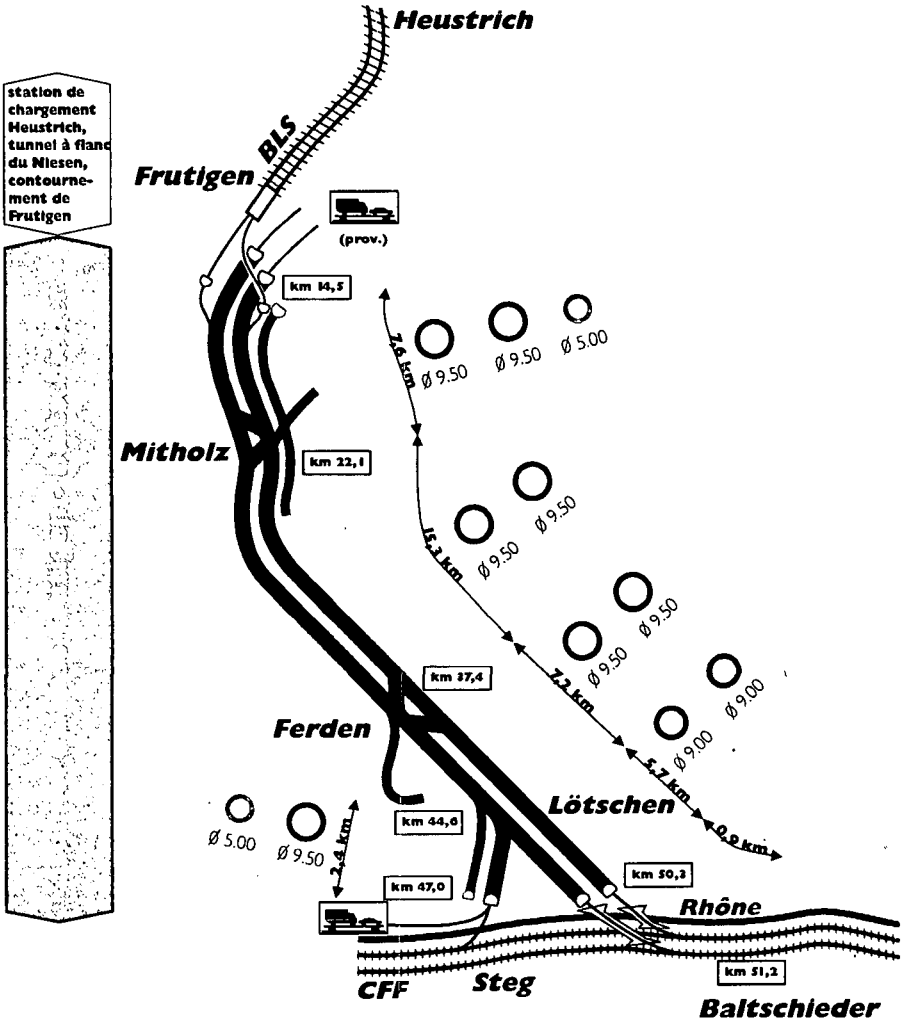 Heustrich
station de
chargement
Heustrich,
tunnel à flanc
du Niesen,
contourne-
ment de
Frutigen
BLS
Frutigen
(prov.)
km 14,5
7,6 km
Ø 9.50
Ø 9.50
Ø 5.00
Mitholz
km 22,1
15,3 km
Ø 9.50
Ø 9.50
km 37,4
7,2 km
Ø 9.50
Ø 9.50
Ferden
5,7 km
Ø 9.00
Ø 9.00
Lötschen
km 44,6
0,9 km
Ø 5.00
Ø 9.50
2,4 km
km 47,0
km 50,3
Rhône
km 51,2
CFF
Steg
Baltschieder